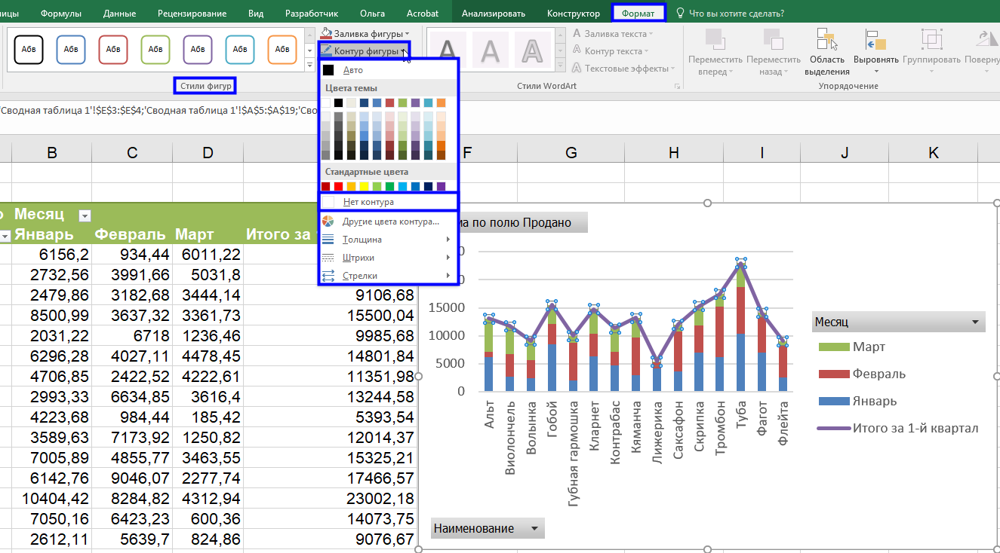 Формулы Данные Рецензирование Вид Разработчик Ольга Acrobat Анализировать Конструктор Формат Что вы хотите сделать?
Абв Абв Абв Абв Абв Абв Абв
Стили фигур
Заливка фигуры
Контур фигуры
Авто
Цвета темы
Стандартные цвета
Нет контура
Другие цвета контура...
Толщина
Штрихи
Стрелки
A A A
Заливка текста
Контур текста
Текстовые эффекты
Стили WordArt
Переместить вперед
Переместить назад
Область выделения
Выровнять
Группировать
Упорядочение
'Сводная таблица 1'!$E$3:$E$4;'Сводная таблица 1'!$A$5:$A$19;'Сво
B C D F G H I J K
Месяц
Январь Февраль Март Итого за
6156,2 934,44 6011,22
2732,56 3991,66 5031,8
2479,86 3182,68 3444,14 9106,68
8500,99 3637,32 3361,73 15500,04
2031,22 6718 1236,46 9985,68
6296,28 4027,11 4478,45 14801,84
4706,85 2422,52 4222,61 11351,98
2993,33 6634,85 3616,4 13244,58
4223,68 984,44 185,42 5393,54
3589,63 7173,92 1250,82 12014,37
7005,89 4855,77 3463,55 15325,21
6142,76 9046,07 2277,74 17466,57
10404,42 8284,82 4312,94 23002,18
7050,16 6423,23 600,36 14073,75
2612,11 5639,7 824,86 9076,67
по полю Продано
15000
10000
5000
0
Альт
Виолончель
Волынка
Гобой
Губная гармошка
Кларнет
Контрабас
Кяманча
Лижерика
Саксафон
Скрипка
Тромбон
Туба
Фагот
Флейта
Месяц
Март
Февраль
Январь
Итого за 1-й квартал
Наименование